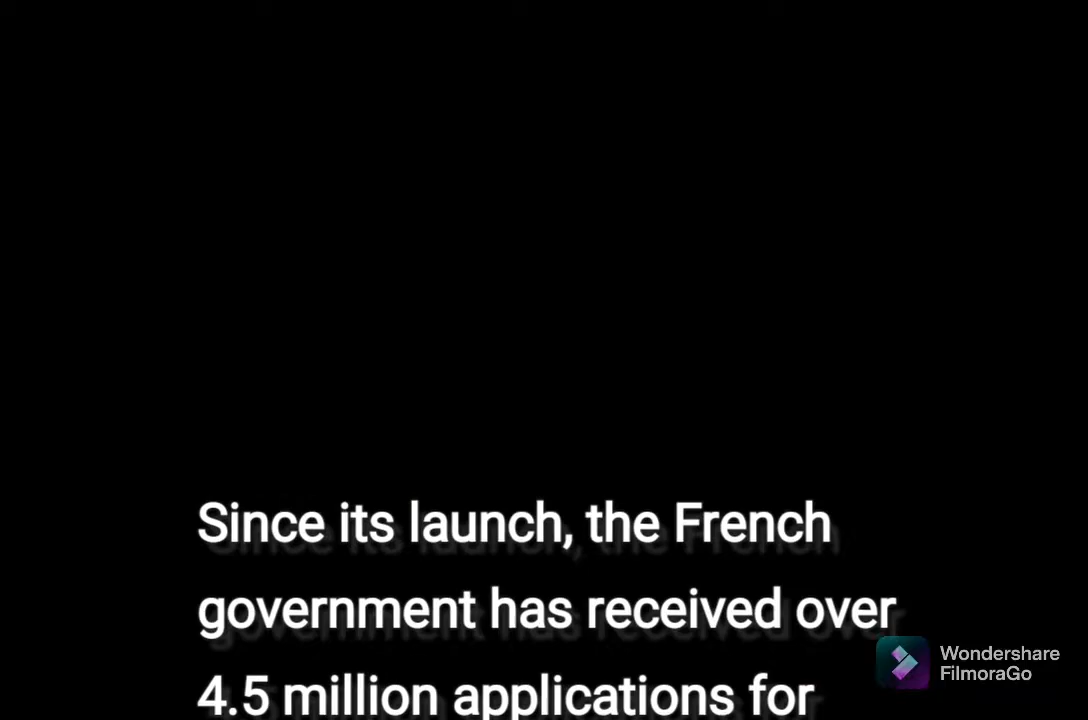 Since its launch, the French
government has received over
4.5 million applications for
Wondershare
FilmoraGo